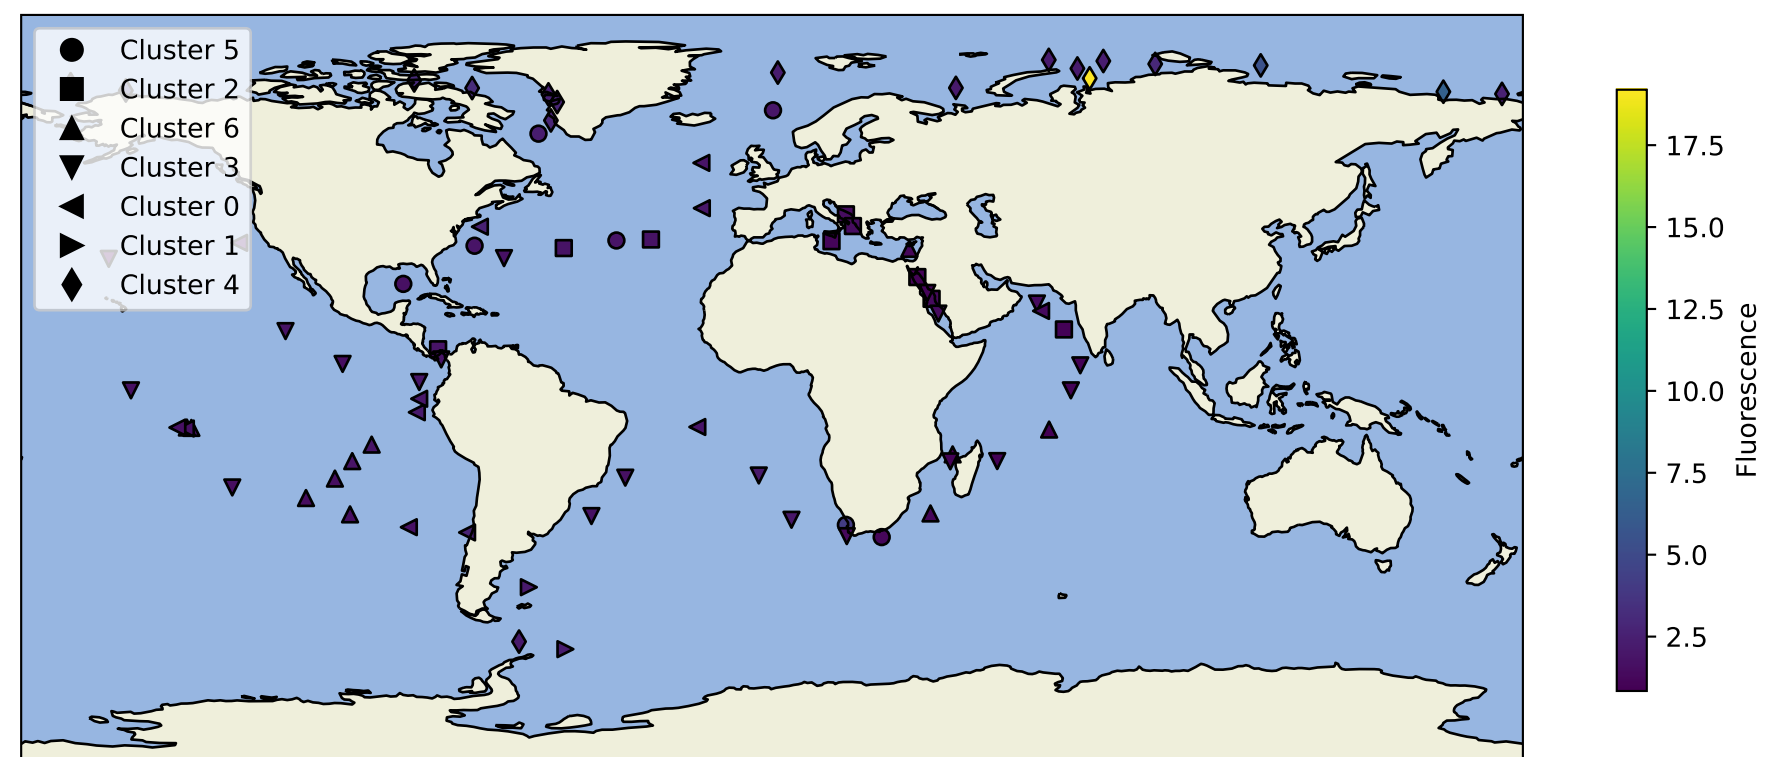 Cluster 5
Cluster 2
Cluster 6
Cluster 3
Cluster 0
Cluster 1
Cluster 4
17.5
15.0
12.5
10.0
7.5
5.0
2.5
Fluorescence